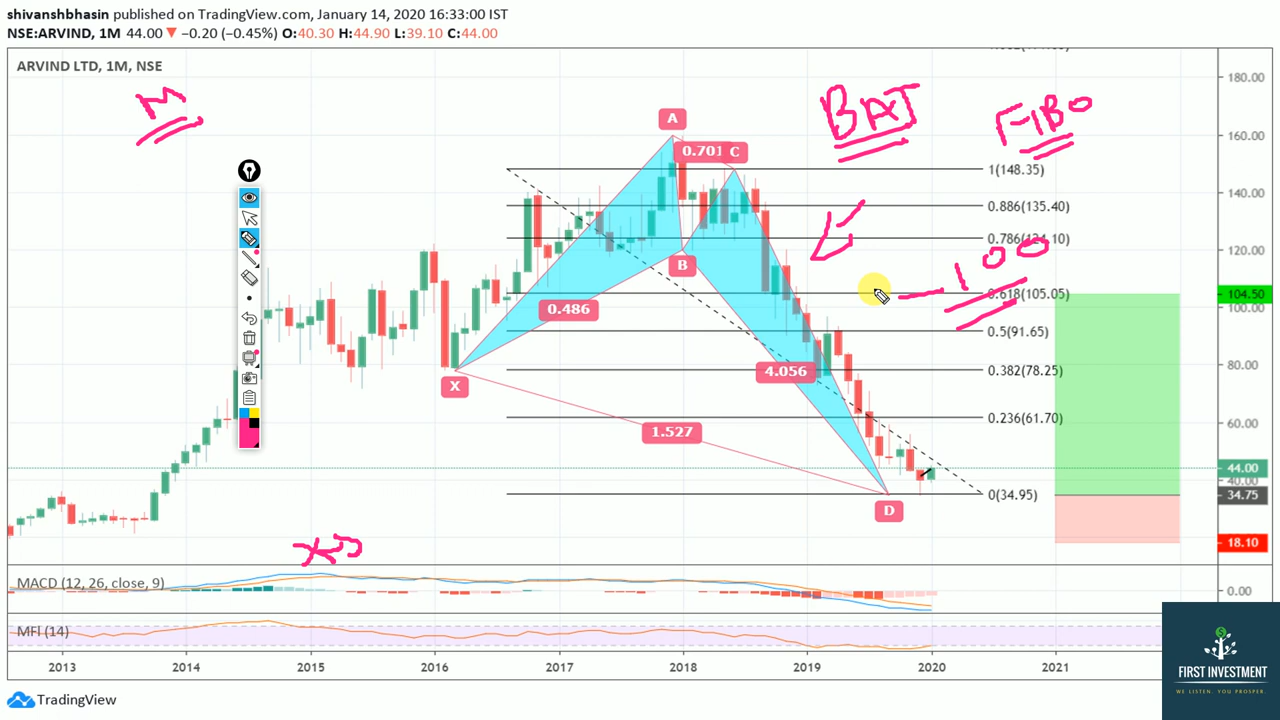 shivanshbhasin published on TradingView.com, January 14, 2020 16:33:00 IST
NSE:ARVIND, 1M 44.00 ▼ −0.20 (−0.45%) O:40.30 H:44.90 L:39.10 C:44.00
ARVIND LTD, 1M, NSE
M
BAT
FIBO
180.00
160.00
140.00
120.00
104.50
100.00
80.00
60.00
44.00
40.00
34.75
18.10
A
0.701
C
1(148.35)
0.886(135.40)
0.786(124.10)
B
100
0.618(105.05)
0.486
0.5(91.65)
4.056
0.382(78.25)
X
0.236(61.70)
1.527
0(34.95)
D
XD
MACD (12, 26, close, 9)
0.00
MFI (14)
2013
2014
2015
2016
2017
2018
2019
2020
2021
TradingView
$
FIRST INVESTMENT
WE LISTEN. YOU PROSPER.